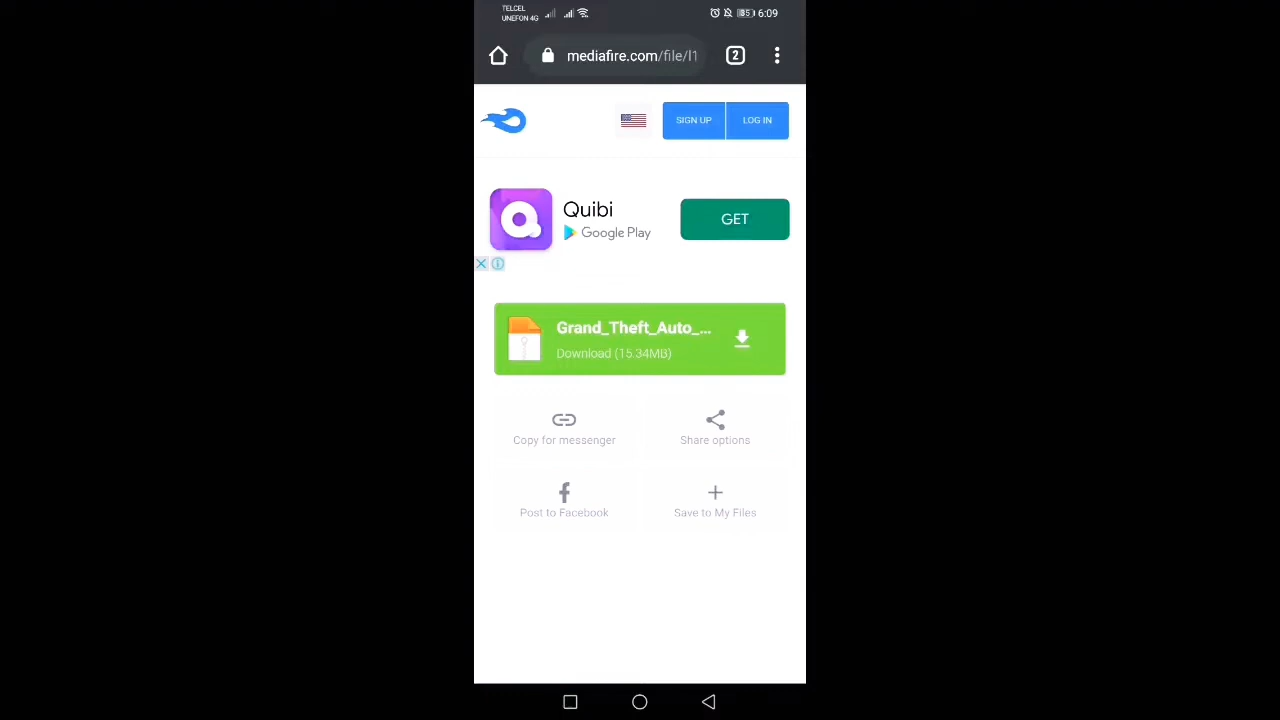 TELCEL
UNEFON 4G
85 6:09
mediafire.com/file/l1
2
SIGN UP
LOG IN
Quibi
GET
Google Play
Grand_Theft_Auto_...
Download (15.34MB)
Copy for messenger
Share options
Post to Facebook
Save to My Files